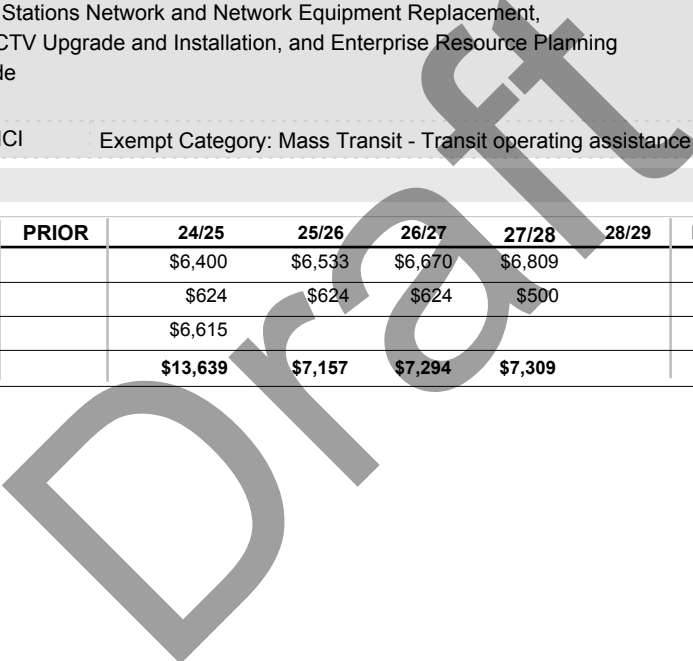 Stations Network and Network Equipment Replacement,
CTV Upgrade and Installation, and Enterprise Resource Planning
de
NCI Exempt Category: Mass Transit - Transit operating assistance
PRIOR 24/25 25/26 26/27 27/28 28/29
$6,400 $6,533 $6,670 $6,809
$624 $624 $624 $500
$6,615
$13,639 $7,157 $7,294 $7,309
Draft